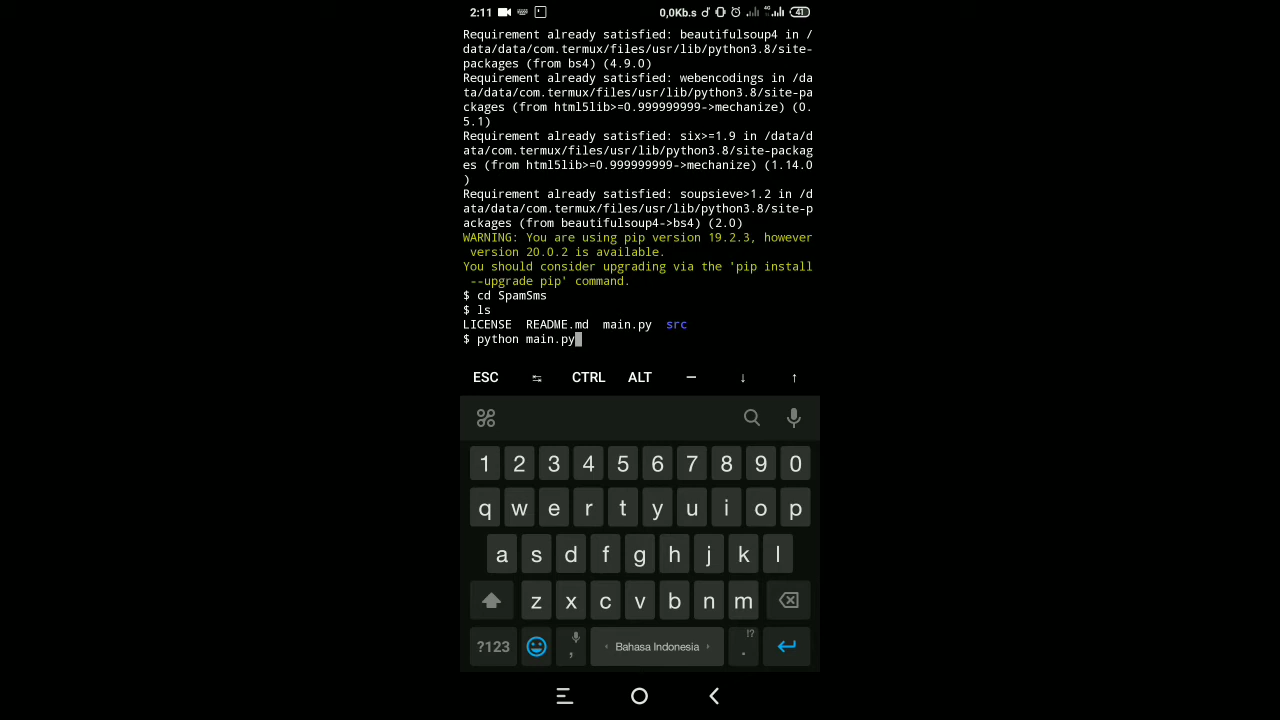 2:11 0,0Kb.s 4G 41
Requirement already satisfied: beautifulsoup4 in /
data/data/com.termux/files/usr/lib/python3.8/site-
packages (from bs4) (4.9.0)
Requirement already satisfied: webencodings in /da
ta/data/com.termux/files/usr/lib/python3.8/site-pa
ckages (from html5lib>=0.999999999->mechanize) (0.
5.1)
Requirement already satisfied: six>=1.9 in /data/d
ata/com.termux/files/usr/lib/python3.8/site-packag
es (from html5lib>=0.999999999->mechanize) (1.14.0
)
Requirement already satisfied: soupsieve>1.2 in /d
ata/data/com.termux/files/usr/lib/python3.8/site-p
ackages (from beautifulsoup4->bs4) (2.0)
WARNING: You are using pip version 19.2.3, however
version 20.0.2 is available.
You should consider upgrading via the 'pip install
--upgrade pip' command.
$ cd SpamSms
$ ls
LICENSE README.md main.py src
$ python main.py
ESC ↹ CTRL ALT — ↓ ↑
1 2 3 4 5 6 7 8 9 0
q w e r t y u i o p
a s d f g h j k l
z x c v b n m
?123 , Bahasa Indonesia . !?